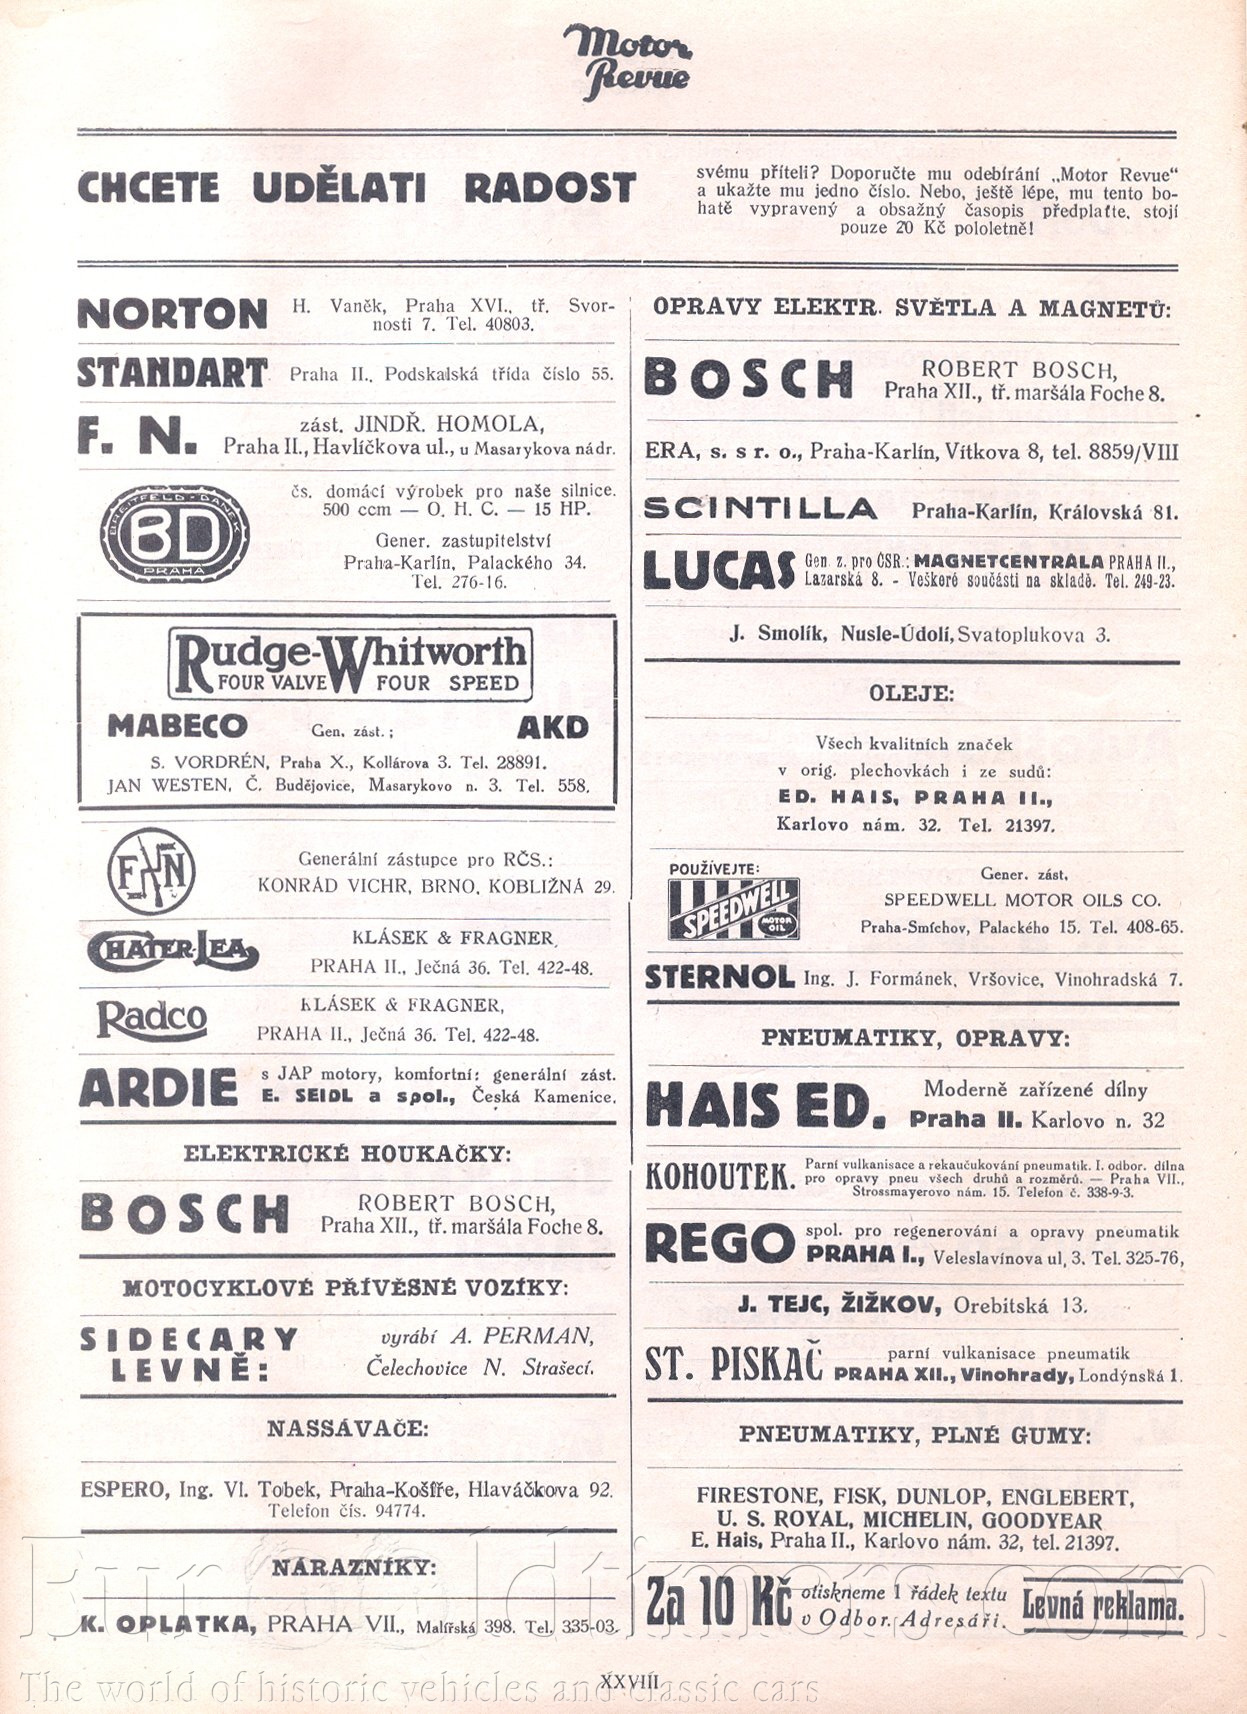 Motor
Revue
CHCETE UDĚLATI RADOST
svému příteli? Doporučte mu odebírání „Motor Revue“
a ukažte mu jedno číslo. Nebo, ještě lépe, mu tento bo-
hatě vypravený a obsažný časopis předplaťte, stojí
pouze 20 Kč pololetně!
NORTON
H. Vaněk, Praha XVI., tř. Svor-
nosti 7. Tel. 40803.
STANDART Praha II., Podskalská třída číslo 55.
F. N.
zást. JINDŘ. HOMOLA,
Praha II., Havlíčkova ul., u Masarykova nádr.
BREITFELD-DANEK
BD
PRAHA
čs. domácí výrobek pro naše silnice.
500 ccm — O. H. C. — 15 HP.
Gener. zastupitelství
Praha-Karlín, Palackého 34.
Tel. 276-16.
Rudge-Whitworth
FOUR VALVE FOUR SPEED
MABECO Gen. zást.; AKD
S. VORDRÉN, Praha X., Kollárova 3. Tel. 28891.
JAN WESTEN, Č. Budějovice, Masarykovo n. 3. Tel. 558.
FN
Generální zástupce pro RČS.:
KONRÁD VICHR, BRNO, KOBLIŽNÁ 29.
CHATER-LEA
KLÁSEK & FRAGNER,
PRAHA II., Ječná 36. Tel. 422-48.
Radco
KLÁSEK & FRAGNER,
PRAHA II., Ječná 36. Tel. 422-48.
ARDIE
s JAP motory, komfortní: generální zást.
E. SEIDL a spol., Česká Kamenice.
ELEKTRICKÉ HOUKAČKY:
BOSCH
ROBERT BOSCH,
Praha XII., tř. maršála Foche 8.
MOTOCYKLOVÉ PŘÍVĚSNÉ VOZÍKY:
SIDECARY
LEVNĚ:
vyrábí A. PERMAN,
Čelechovice N. Strašecí.
NASSÁVAČE:
ESPERO, Ing. Vl. Tobek, Praha-Košíře, Hlaváčkova 92.
Telefon čís. 94774.
NÁRAZNÍKY:
K. OPLATKA, PRAHA VII., Malířská 398. Tel. 335-03.
OPRAVY ELEKTR. SVĚTLA A MAGNETŮ:
BOSCH
ROBERT BOSCH,
Praha XII., tř. maršála Foche 8.
ERA, s. s r. o., Praha-Karlín, Vítkova 8, tel. 8859/VIII
SCINTILLA Praha-Karlín, Královská 81.
LUCAS
Gen. z. pro ČSR.: MAGNETCENTRÁLA PRAHA II.,
Lazarská 8. - Veškeré součásti na skladě. Tel. 249-23.
J. Smolík, Nusle-Údolí, Svatoplukova 3.
OLEJE:
Všech kvalitních značek
v orig. plechovkách i ze sudů:
ED. HAIS, PRAHA II.,
Karlovo nám. 32. Tel. 21397.
POUŽÍVEJTE:
SPEEDWELL
MOTOR
OIL
Gener. zást,
SPEEDWELL MOTOR OILS CO.
Praha-Smíchov, Palackého 15. Tel. 408-65.
STERNOL Ing. J. Formánek, Vršovice, Vinohradská 7.
PNEUMATIKY, OPRAVY:
HAIS ED.
Moderně zařízené dílny
Praha II. Karlovo n. 32
KOHOUTEK.
Parní vulkanisace a rekaučukování pneumatik. I. odbor. dílna
pro opravy pneu všech druhů a rozměrů. — Praha VII.,
Strossmayerovo nám. 15. Telefon č. 338-9-3.
REGO
spol. pro regenerování a opravy pneumatik
PRAHA I., Veleslavínova ul, 3. Tel. 325-76,
J. TEJC, ŽIŽKOV, Orebitská 13.
ST. PISKAČ
parní vulkanisace pneumatik
PRAHA XII., Vinohrady, Londýnská 1.
PNEUMATIKY, PLNÉ GUMY:
FIRESTONE, FISK, DUNLOP, ENGLEBERT,
U. S. ROYAL, MICHELIN, GOODYEAR
E. Hais, Praha II., Karlovo nám. 32, tel. 21397.
Za 10 Kč
otiskneme 1 řádek textu
v Odbor. Adresáři.
Levná reklama.
XXVIII
The world of historic vehicles and classic cars